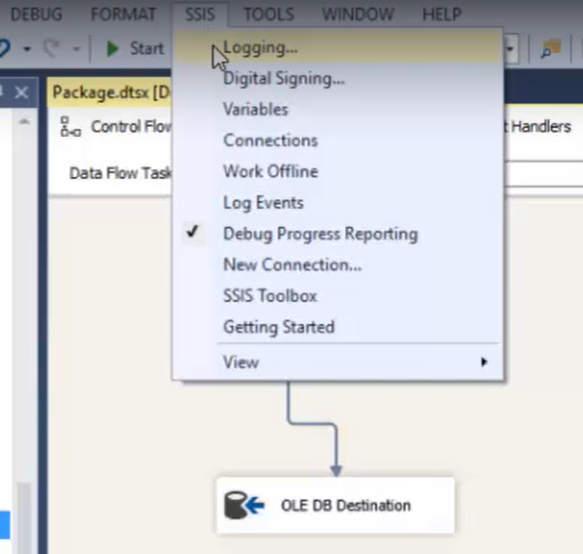 DEBUG FORMAT SSIS TOOLS WINDOW HELP
Start
Logging...
Package.dtsx [D
Digital Signing...
Variables
Control Flow
t Handlers
Connections
Data Flow Task
Work Offline
Log Events
Debug Progress Reporting
New Connection...
SSIS Toolbox
Getting Started
View
OLE DB Destination